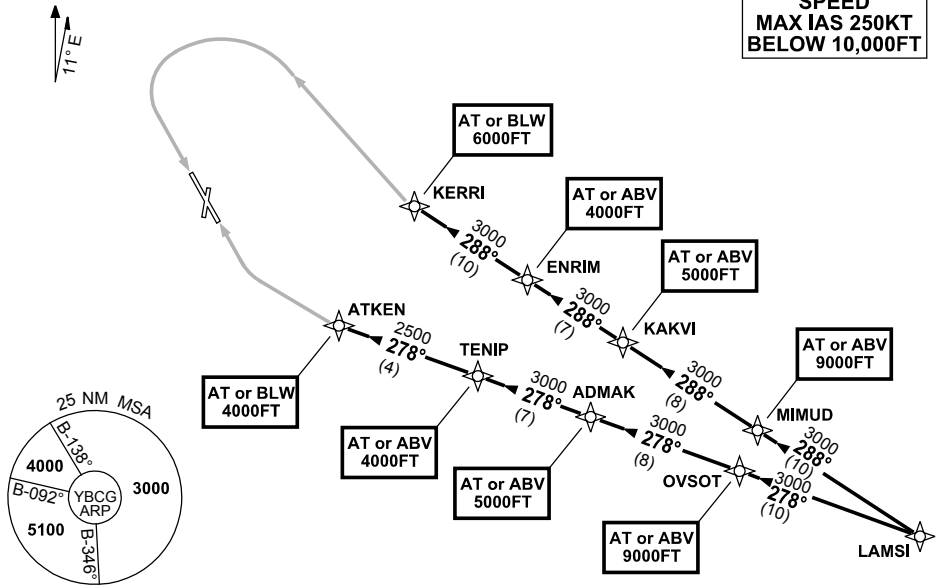 SPEED
MAX IAS 250KT
BELOW 10,000FT
11° E
AT or BLW
6000FT
KERRI
AT or ABV
4000FT
3000
288°
(10)
ENRIM
AT or ABV
5000FT
3000
288°
(7)
KAKVI
ATKEN
2500
278°
(4)
TENIP
3000
288°
(8)
AT or ABV
9000FT
MIMUD
AT or BLW
4000FT
3000
278°
(7)
ADMAK
3000
278°
(8)
3000
288°
(10)
AT or ABV
4000FT
OVSOT
3000
278°
(10)
AT or ABV
5000FT
LAMSI
AT or ABV
9000FT
25 NM MSA
B-138°
4000
B-092°
YBCG
ARP
3000
5100
B-346°